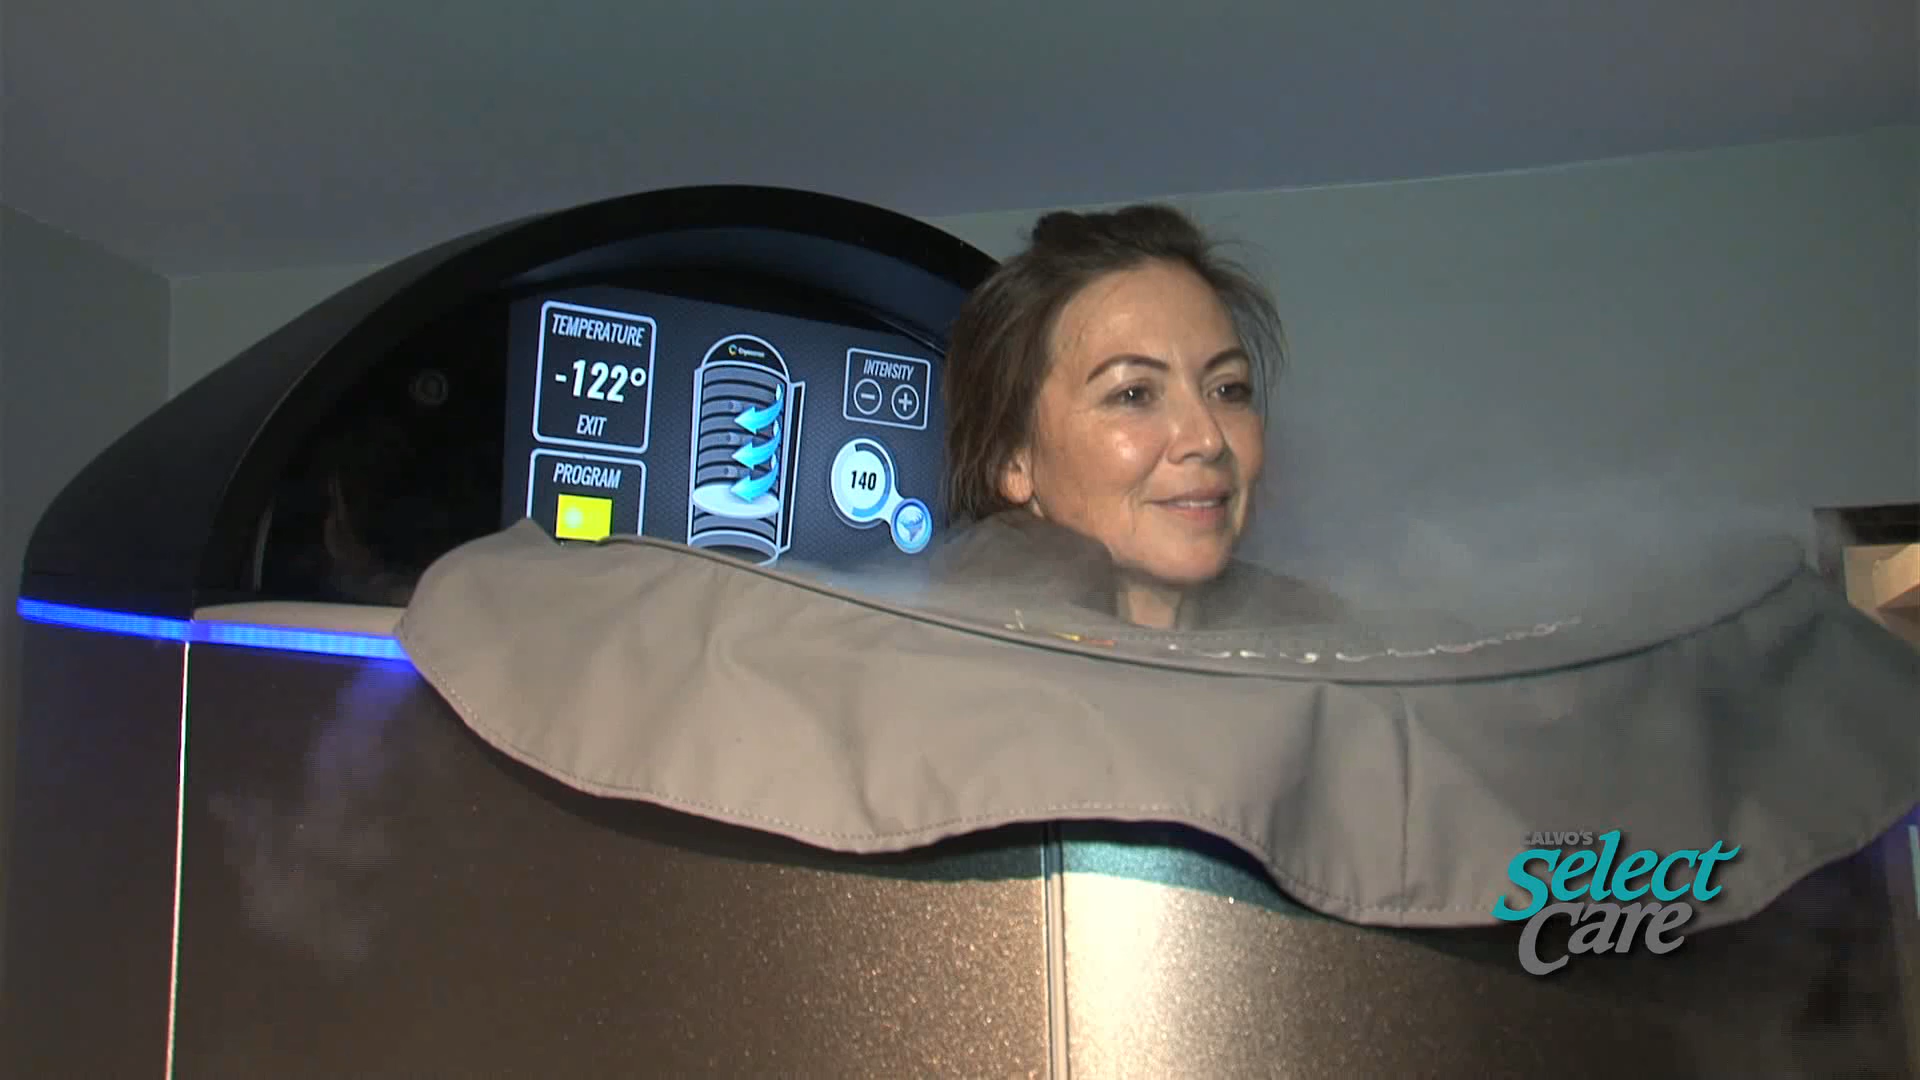 TEMPERATURE
-122°
EXIT
PROGRAM
INTENSITY
− +
140
CALVO'S
Select
Care